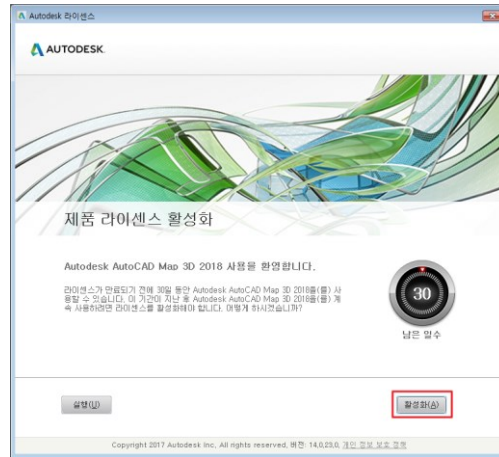 Autodesk 라이센스
AUTODESK.
제품 라이센스 활성화
Autodesk AutoCAD Map 3D 2018 사용을 환영합니다.
라이센스가 만료되기 전에 30일 동안 Autodesk AutoCAD Map 3D 2018을(를) 사
용할 수 있습니다. 이 기간이 지난 후 Autodesk AutoCAD Map 3D 2018을(를) 계
속 사용하려면 라이센스를 활성화해야 합니다. 어떻게 하시겠습니까?
30
남은 일수
실행(U)
활성화(A)
Copyright 2017 Autodesk Inc, All rights reserved, 버전: 14,0,23,0, 개인 정보 보호 정책